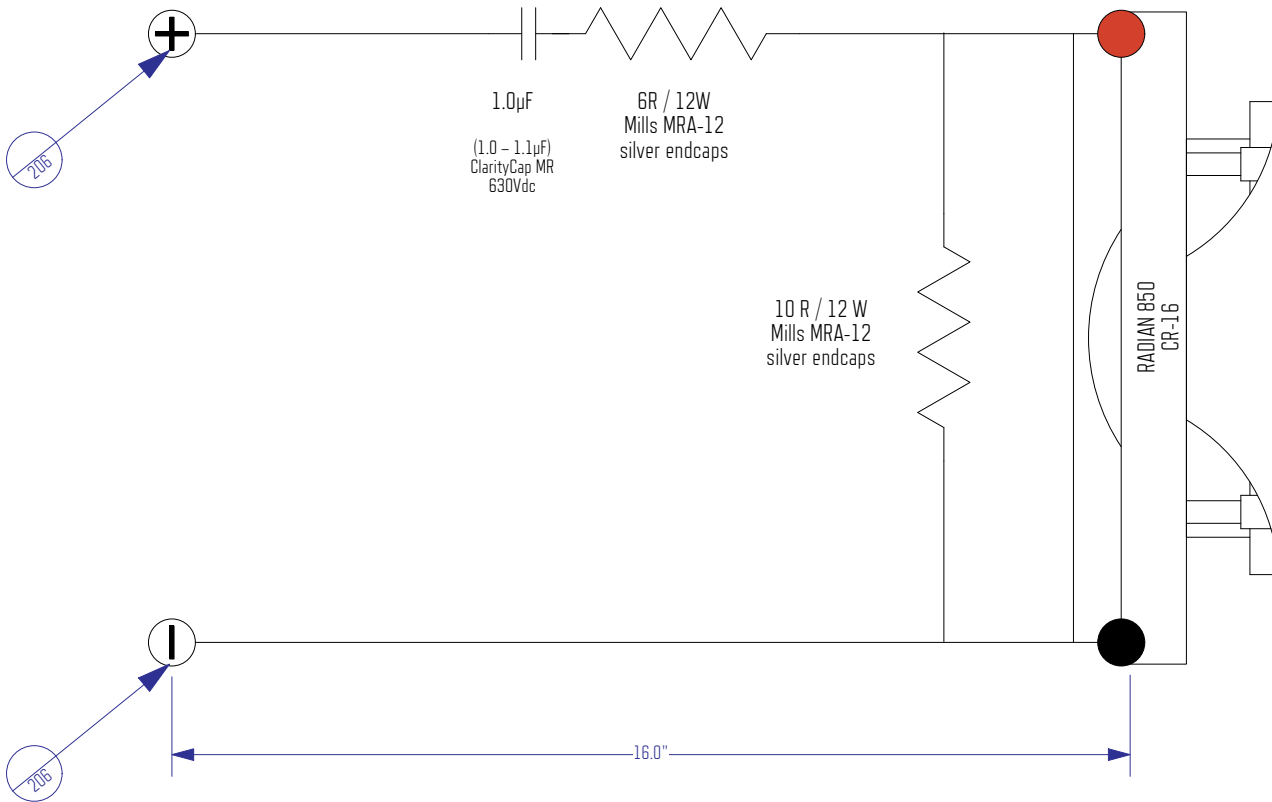 +
206
1.0µF
(1.0 – 1.1µF)
ClarityCap MR
630Vdc
6R / 12W
Mills MRA-12
silver endcaps
10 R / 12 W
Mills MRA-12
silver endcaps
RADIAN 850
CR-16
206
16.0"